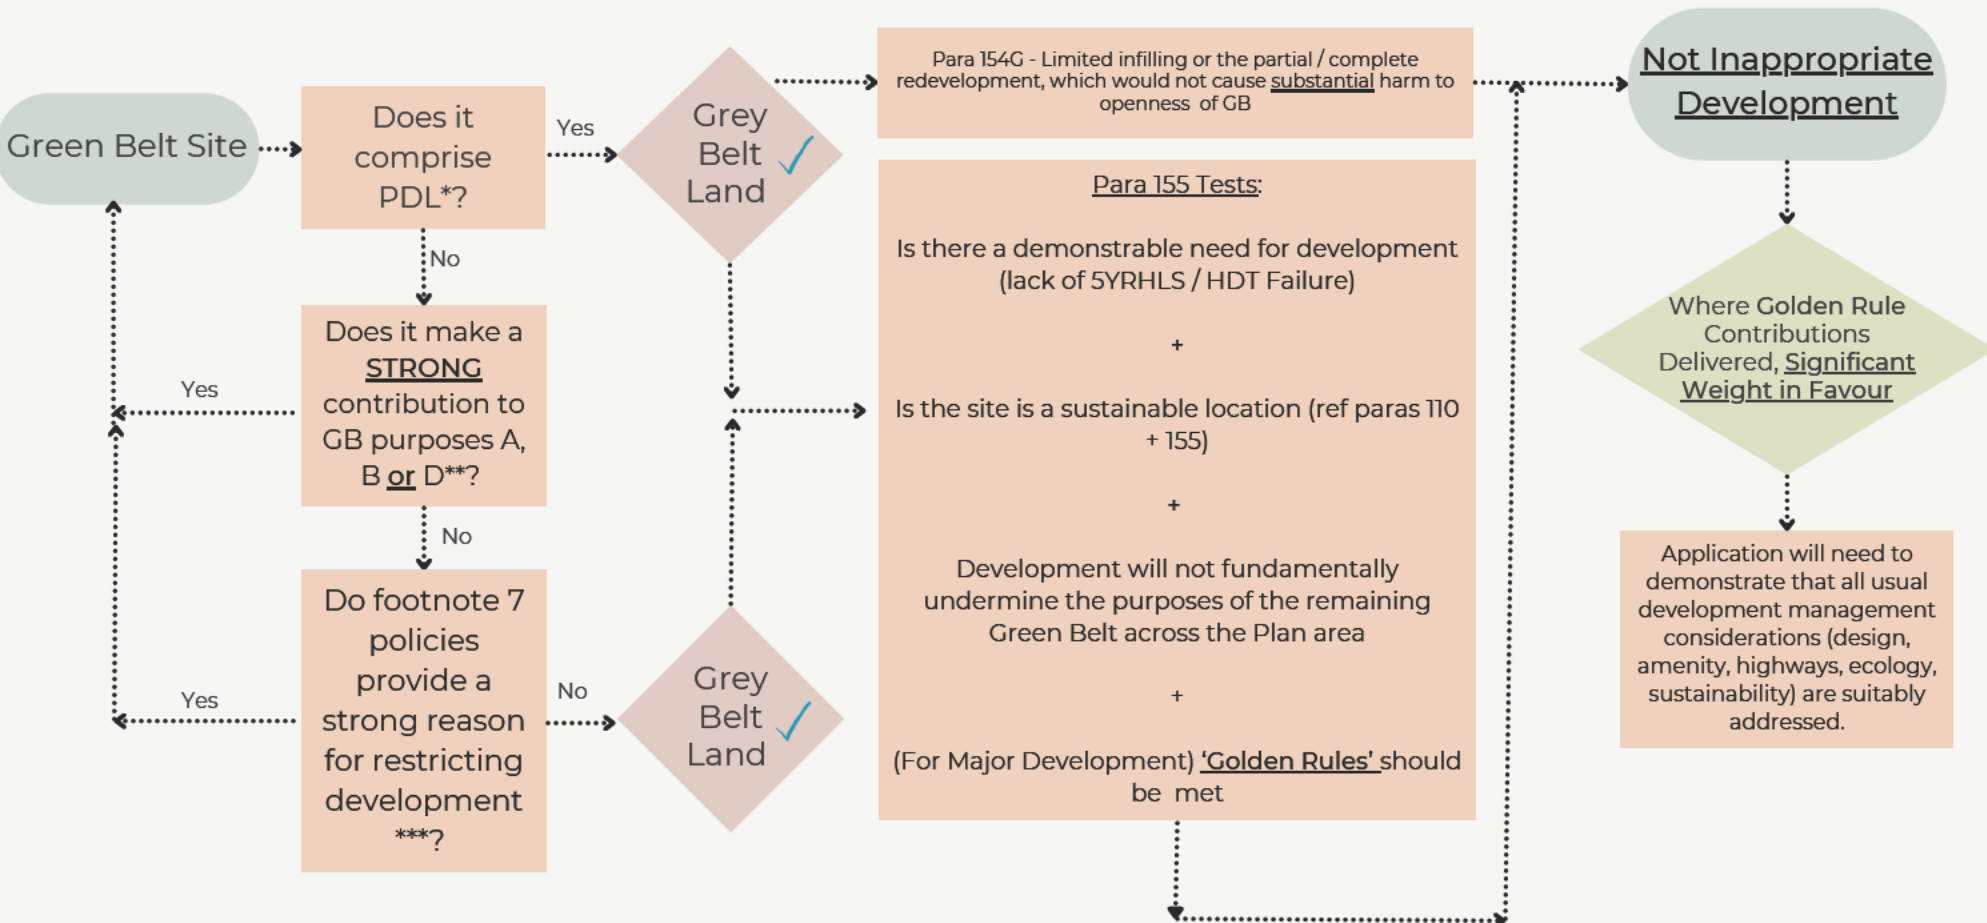 Green Belt Site
Does it
comprise
PDL*?
Yes
No
Grey
Belt
Land
Does it make a
STRONG
contribution to
GB purposes A,
B or D**?
Yes
No
Do footnote 7
policies
provide a
strong reason
for restricting
development
***?
Yes
No
Grey
Belt
Land
Para 154G - Limited infilling or the partial / complete
redevelopment, which would not cause substantial harm to
openness of GB
Para 155 Tests:
Is there a demonstrable need for development
(lack of 5YRHLS / HDT Failure)
+
Is the site is a sustainable location (ref paras 110
+ 155)
+
Development will not fundamentally
undermine the purposes of the remaining
Green Belt across the Plan area
+
(For Major Development) ‘Golden Rules’ should
be met
Not Inappropriate
Development
Where Golden Rule
Contributions
Delivered, Significant
Weight in Favour
Application will need to
demonstrate that all usual
development management
considerations (design,
amenity, highways, ecology,
sustainability) are suitably
addressed.